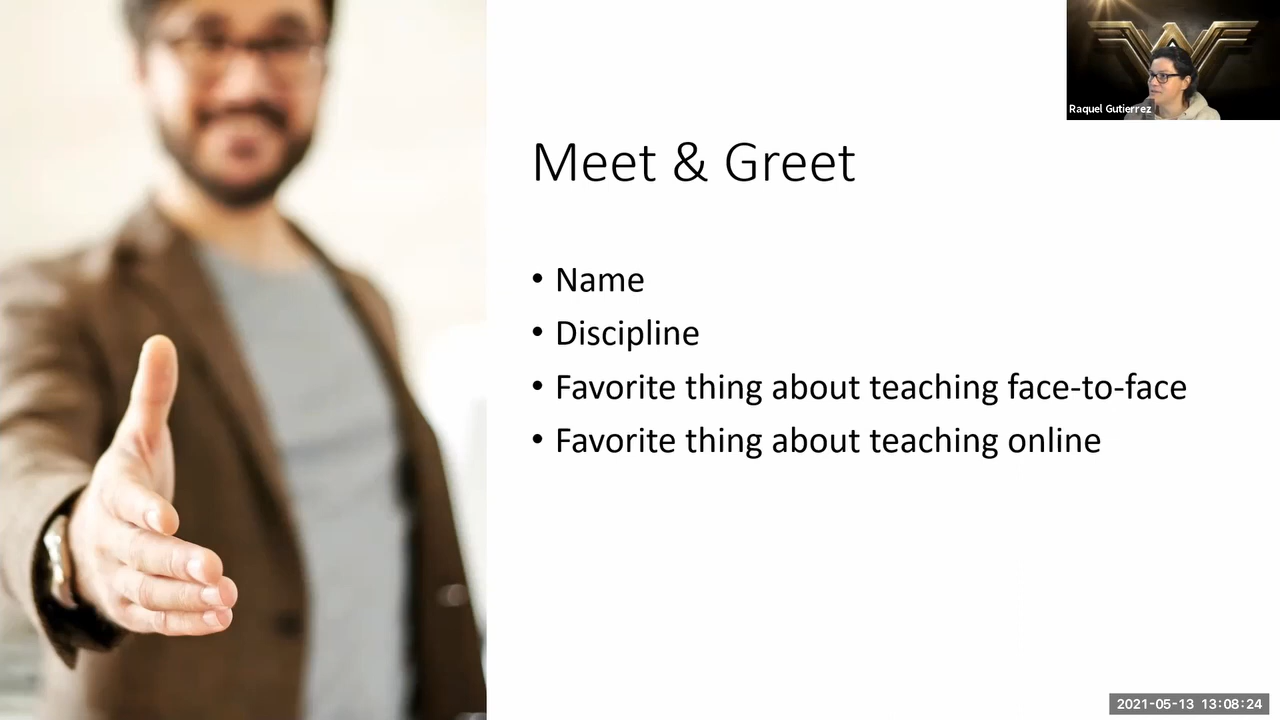 Raquel Gutierrez
Meet & Greet
• Name
• Discipline
• Favorite thing about teaching face-to-face
• Favorite thing about teaching online
2021-05-13 13:08:24